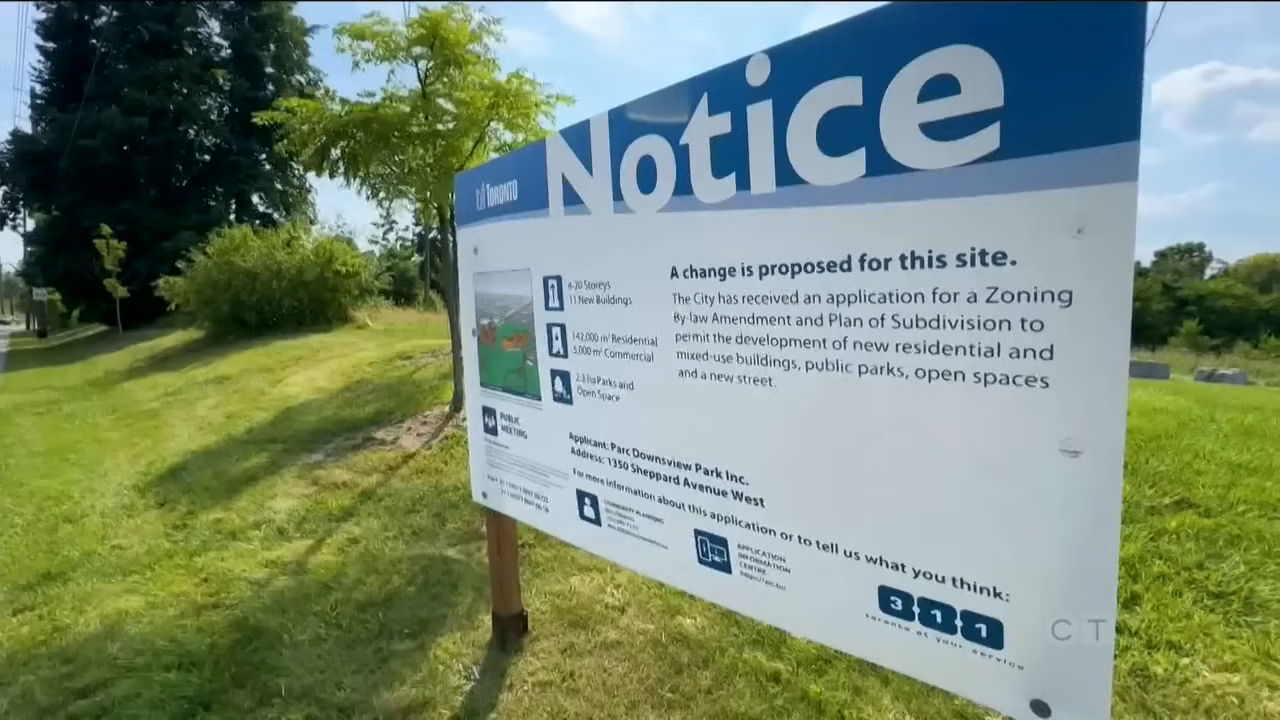 TORONTO
Notice
A change is proposed for this site.
The City has received an application for a Zoning
By-law Amendment and Plan of Subdivision to
permit the development of new residential and
mixed-use buildings, public parks, open spaces
and a new street.
6-20 Storeys
11 New Buildings
142,000 m² Residential
5,000 m² Commercial
2.3 Ha Parks and
Open Space
PUBLIC
MEETING
Applicant: Parc Downsview Park Inc.
Address: 1350 Sheppard Avenue West
For more information about this application or to tell us what you think:
COMMUNITY PLANNING
APPLICATION
INFORMATION
CENTRE
311
toronto at your service
CT